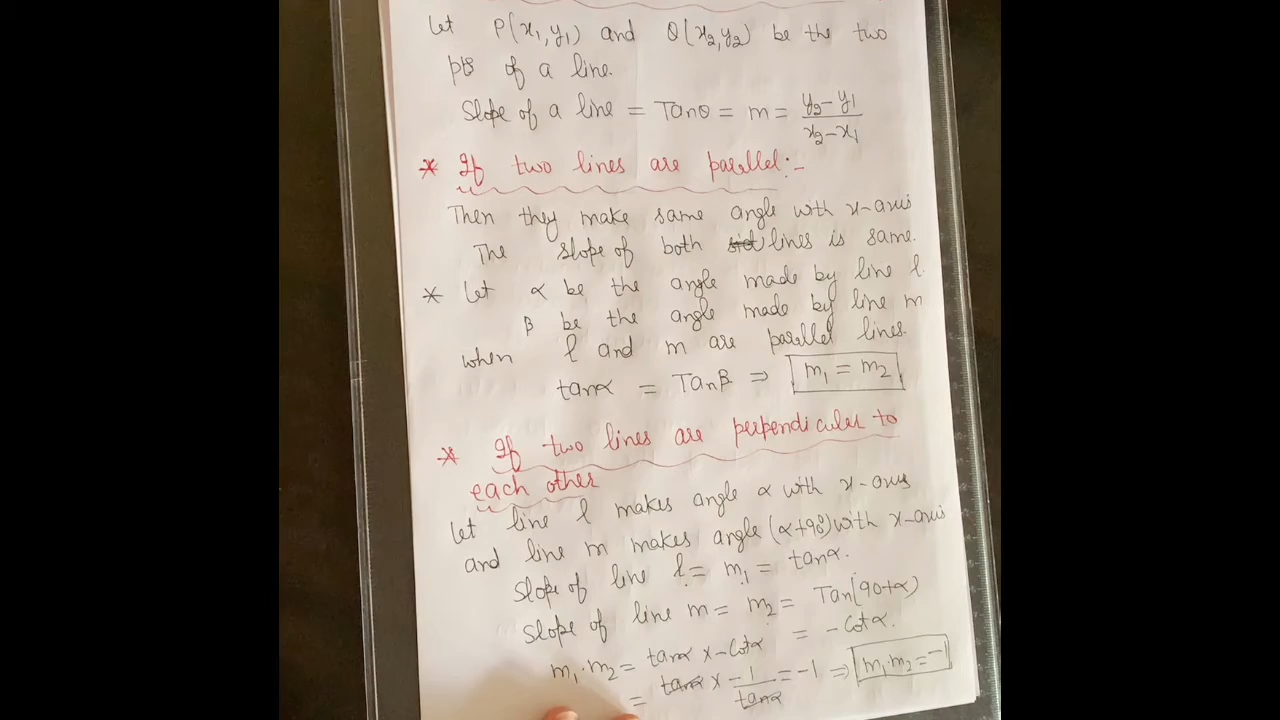 Let P(x₁,y₁) and Q(x₂,y₂) be the two
pts of a line.
Slope of a line = Tanθ = m = (y₂-y₁)/(x₂-x₁)
* If two lines are parallel:-
Then they make same angle with x-axis
The slope of both lines is same.
* Let α be the angle made by line l.
β be the angle made by line m
when l and m are parallel lines.
tanα = Tanβ ⇒ m₁ = m₂
* If two lines are perpendicular to
each other
Let line l makes angle α with x-axis
and line m makes angle (α+90°) with x-axis
Slope of line l = m₁ = tanα.
Slope of line m = m₂ = Tan(90+α)
= -Cotα.
m₁·m₂ = tanα x -Cotα
= tanα x -1/tanα = -1 ⇒ m₁·m₂ = -1